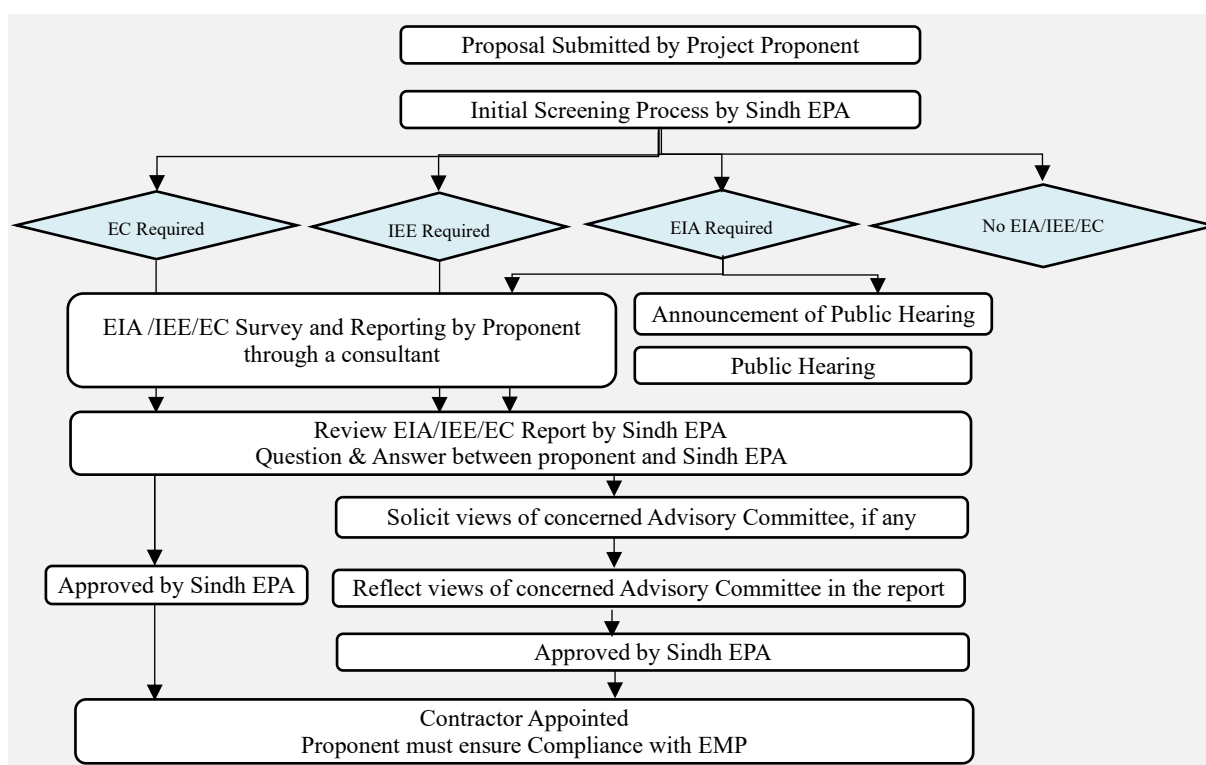 Proposal Submitted by Project Proponent
Initial Screening Process by Sindh EPA
EC Required
IEE Required
EIA Required
No EIA/IEE/EC
EIA /IEE/EC Survey and Reporting by Proponent
through a consultant
Announcement of Public Hearing
Public Hearing
Review EIA/IEE/EC Report by Sindh EPA
Question & Answer between proponent and Sindh EPA
Solicit views of concerned Advisory Committee, if any
Approved by Sindh EPA
Reflect views of concerned Advisory Committee in the report
Approved by Sindh EPA
Contractor Appointed
Proponent must ensure Compliance with EMP